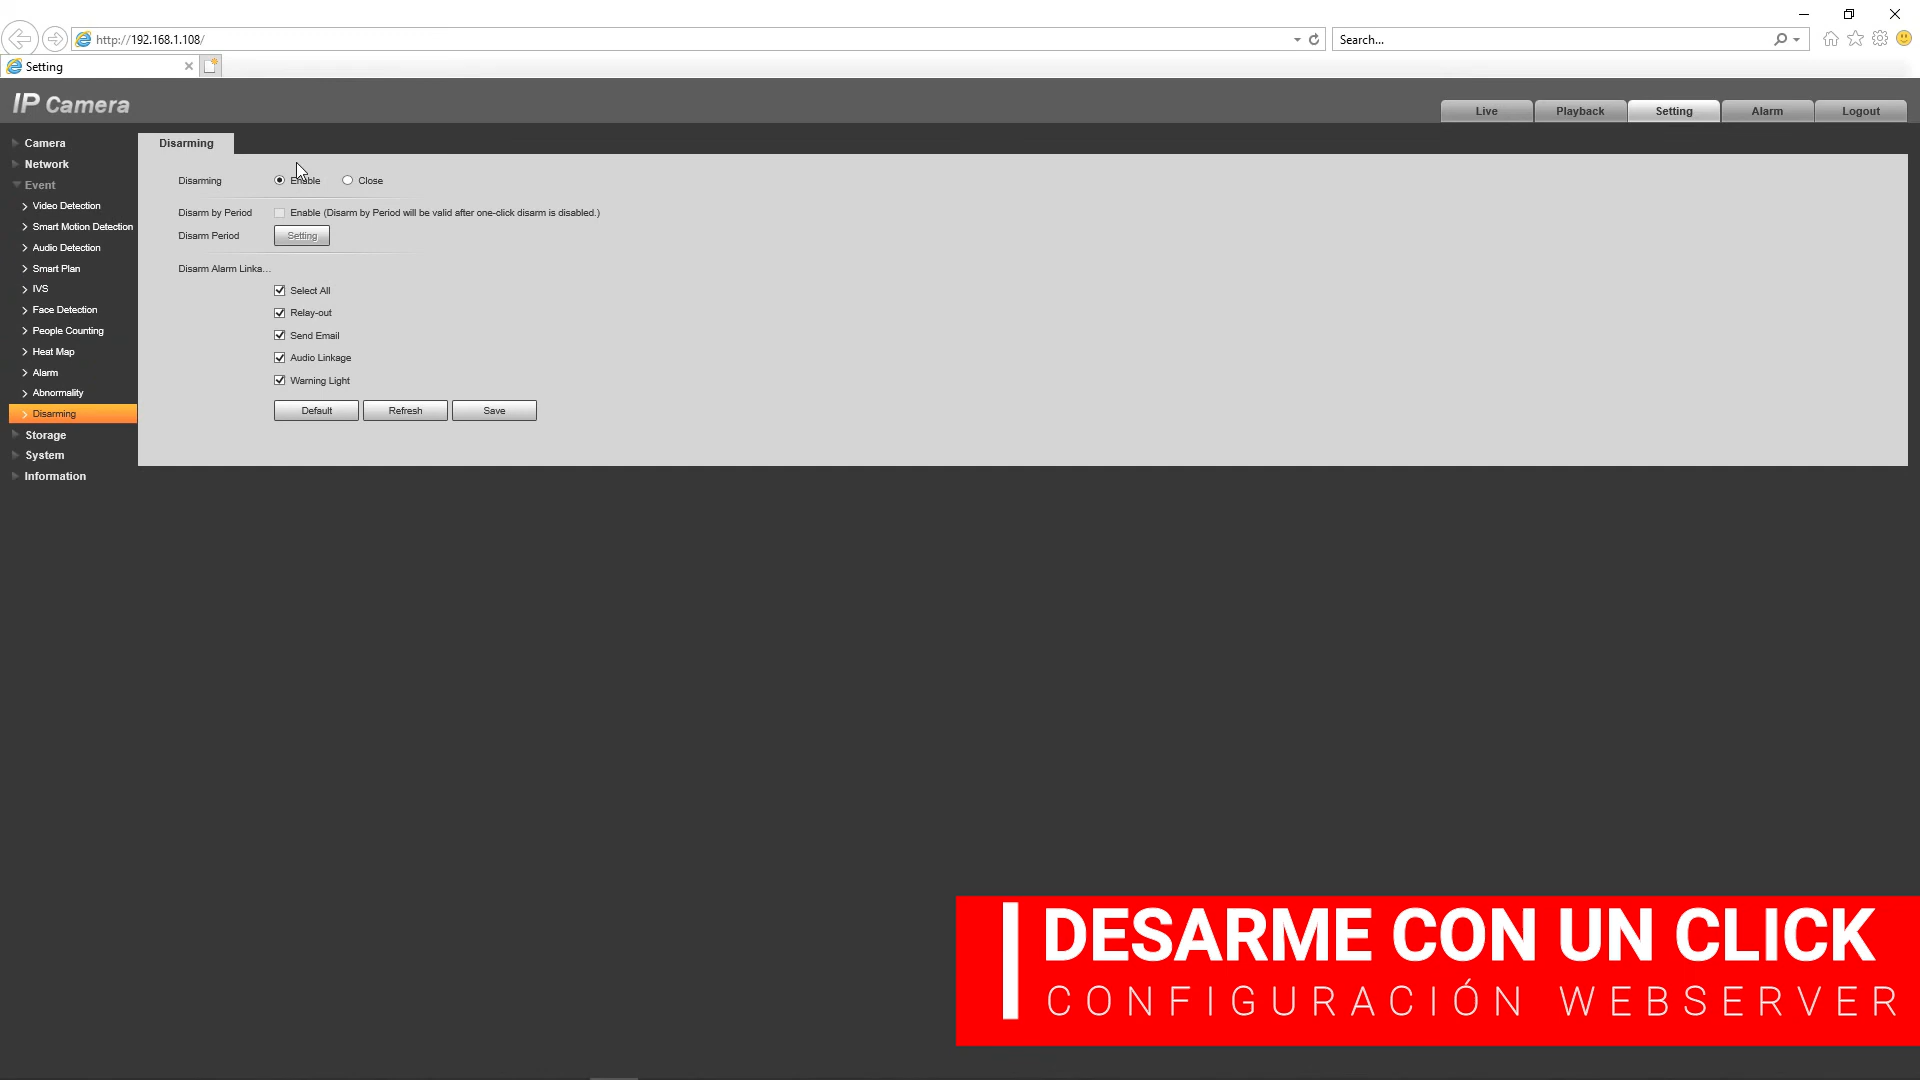 http://192.168.1.108/
Search...
Setting
IP Camera
Live
Playback
Setting
Alarm
Logout
Camera
Network
Event
Video Detection
Smart Motion Detection
Audio Detection
Smart Plan
IVS
Face Detection
People Counting
Heat Map
Alarm
Abnormality
Disarming
Storage
System
Information
Disarming
Disarming
Enable
Close
Disarm by Period
Enable (Disarm by Period will be valid after one-click disarm is disabled.)
Disarm Period
Setting
Disarm Alarm Linka...
Select All
Relay-out
Send Email
Audio Linkage
Warning Light
Default
Refresh
Save
DESARME CON UN CLICK
CONFIGURACIÓN WEBSERVER